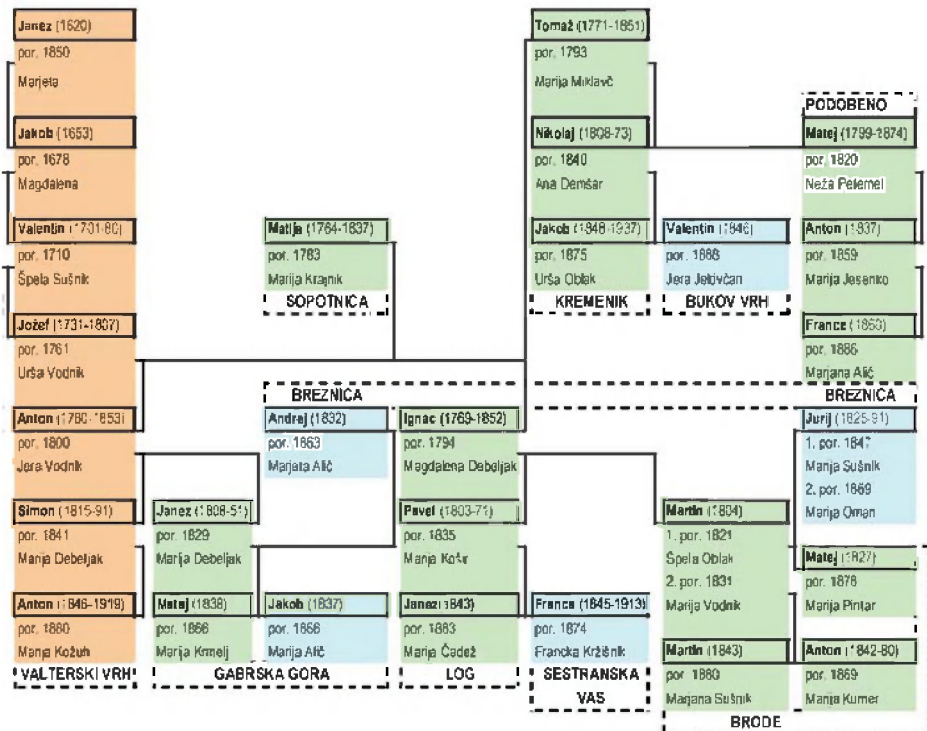 Janez (1620)
por. 1850
Marjeta
Jakob (1653)
por. 1678
Magdalena
Valentin (1701-80)
por. 1710
Špela Sušnik
Jožef (1731-1807)
por. 1761
Urša Vodnik
Anton (1780-1853)
por. 1800
Jera Vodnik
Simon (1815-91)
por. 1841
Marija Debeljak
Anton (1846-1919)
por. 1880
Marija Kožuh
VALTERSKI VRH
Matija (1764-1837)
por. 1783
Marija Krajnik
SOPOTNICA
Tomaž (1771-1851)
por. 1793
Marija Miklavč
Nikolaj (1808-73)
por. 1840
Ana Demšar
Jakob (1848-1937)
por. 1875
Urša Oblak
KREMENIK
Valentin (1846)
por. 1868
Jera Jelovčan
BUKOV VRH
PODOBENO
Matej (1799-1874)
por. 1820
Neža Peternel
Anton (1837)
por. 1859
Marija Jesenko
France (1860)
por. 1886
Marjana Alič
BREZNICA
BREZNICA
Andrej (1832)
por. 1863
Marjeta Alič
Ignac (1769-1852)
por. 1794
Magdalena Debeljak
Jurij (1825-91)
1. por. 1847
Marija Sušnik
2. por. 1869
Marija Oman
Janez (1808-51)
por. 1829
Marija Debeljak
Pavel (1803-71)
por. 1835
Marija Košir
Martin (1804)
1. por. 1821
Špela Oblak
2. por. 1831
Marija Vodnik
Matej (1827)
por. 1878
Marija Pintar
Matej (1838)
por. 1866
Marija Krmelj
Jakob (1837)
por. 1866
Marija Alič
GABRSKA GORA
Janez (1843)
por. 1883
Marija Čadež
LOG
France (1845-1913)
por. 1874
Francka Kržišnik
SESTRANSKA
VAS
Martin (1843)
por 1880
Marjana Sušnik
Anton (1842-80)
por. 1869
Marija Kumer
BRODE